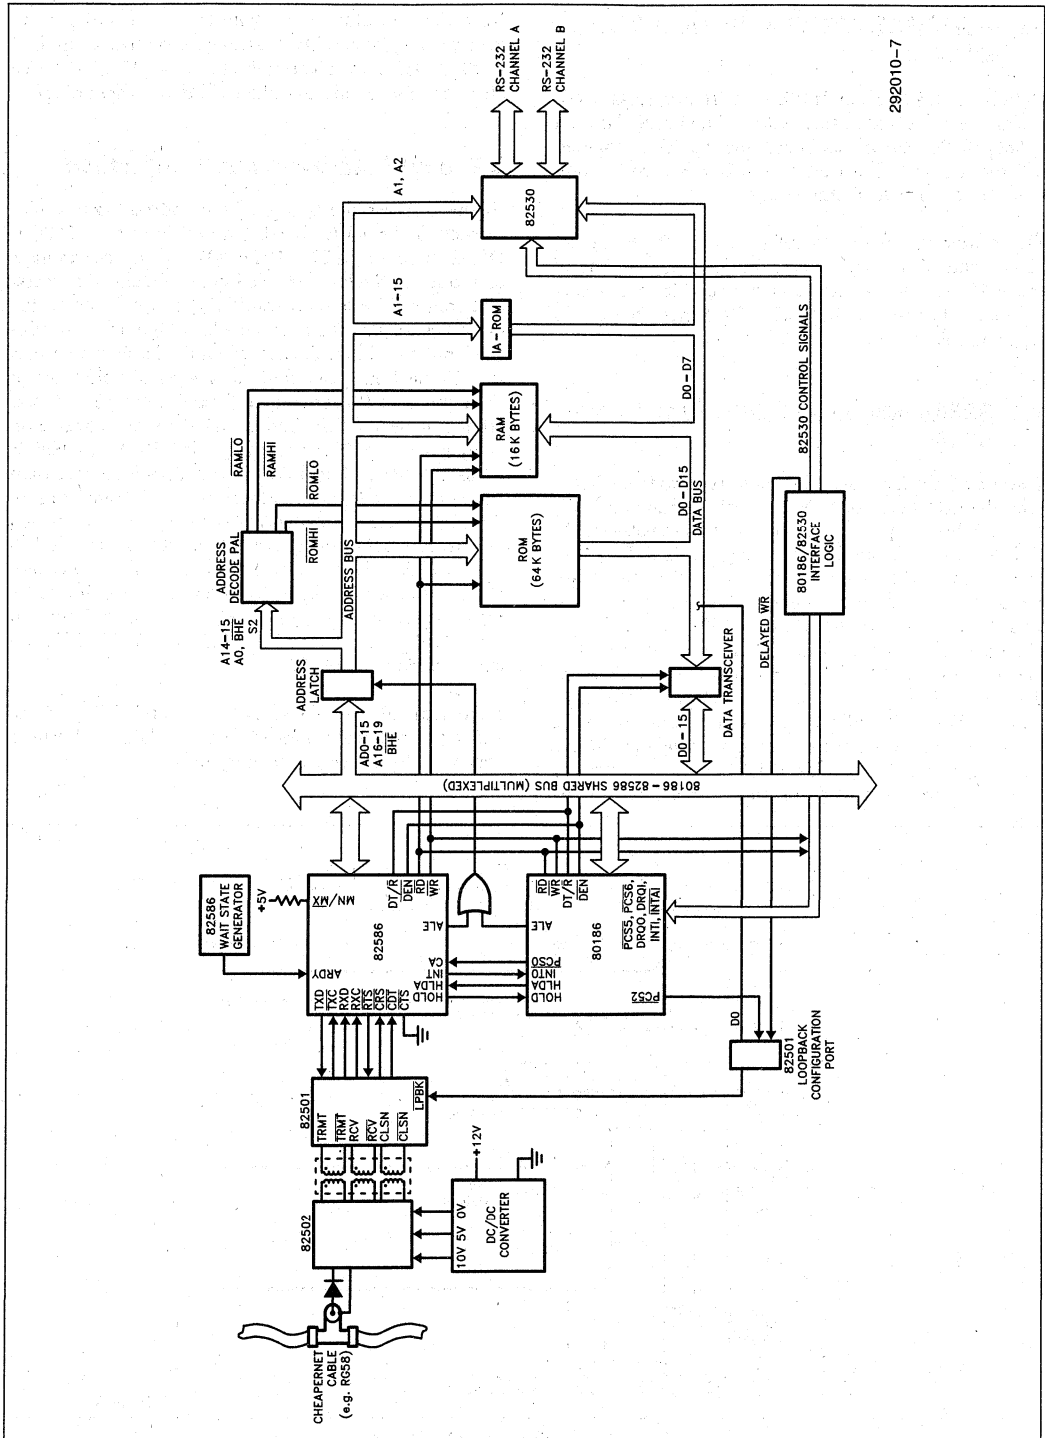 292010-7
RS-232
CHANNEL A
RS-232
CHANNEL B
A1, A2
82530
A1-15
IA-ROM
D0-D7
82530 CONTROL SIGNALS
RAMLO
RAMHI
RAM
(16K BYTES)
ROMLO
ROMHI
ROM
(64K BYTES)
D0-D15
DATA BUS
ADDRESS
DECODE PAL
ADDRESS BUS
A14-15
A0, BHE
S2
80186/82530
INTERFACE
LOGIC
DELAYED WR
ADDRESS
LATCH
DATA TRANSCEIVER
AD0-15
A16-19
BHE
D0-15
80186-82586 SHARED BUS (MULTIPLEXED)
82586
WAIT STATE
GENERATOR
+5V
MN/MX
DT/R
DEN
RD
WR
ALE
ARDY
82586
CA
INT
HLDA
HOLD
TXD
TXC
RXD
RXC
RTS
CRS
CDT
CTS
RD
WR
DT/R
DEN
ALE
80186
PCS5, PCS6,
DRQ0, DRQI,
INTI, INTAI
PCS0
INT0
HLDA
HOLD
PC52
D0
82501
LOOPBACK
CONFIGURATION
PORT
82501
TRMT
TRMT
RCV
RCV
CLSN
CLSN
LPBK
82502
+12V
10V 5V 0V
DC/DC
CONVERTER
CHEAPERNET
CABLE
(e.g. RG58)